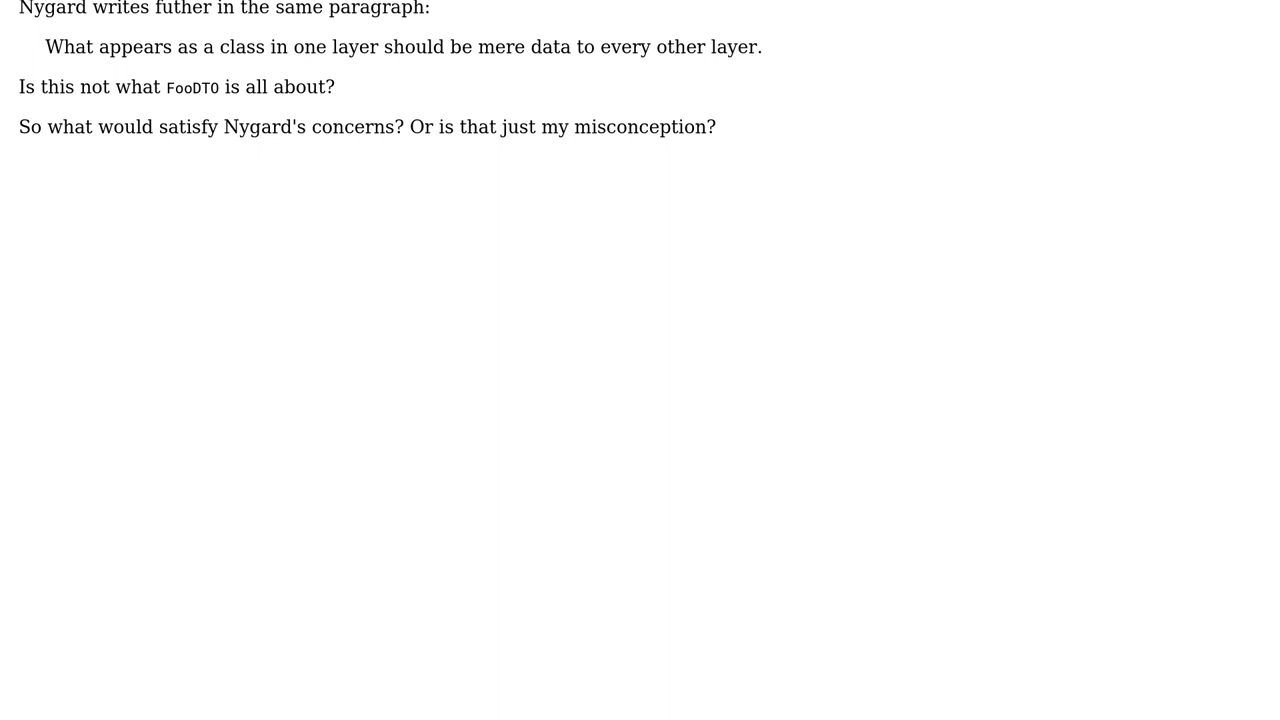 Nygard writes futher in the same paragraph:
What appears as a class in one layer should be mere data to every other layer.
Is this not what FooDTO is all about?
So what would satisfy Nygard's concerns? Or is that just my misconception?